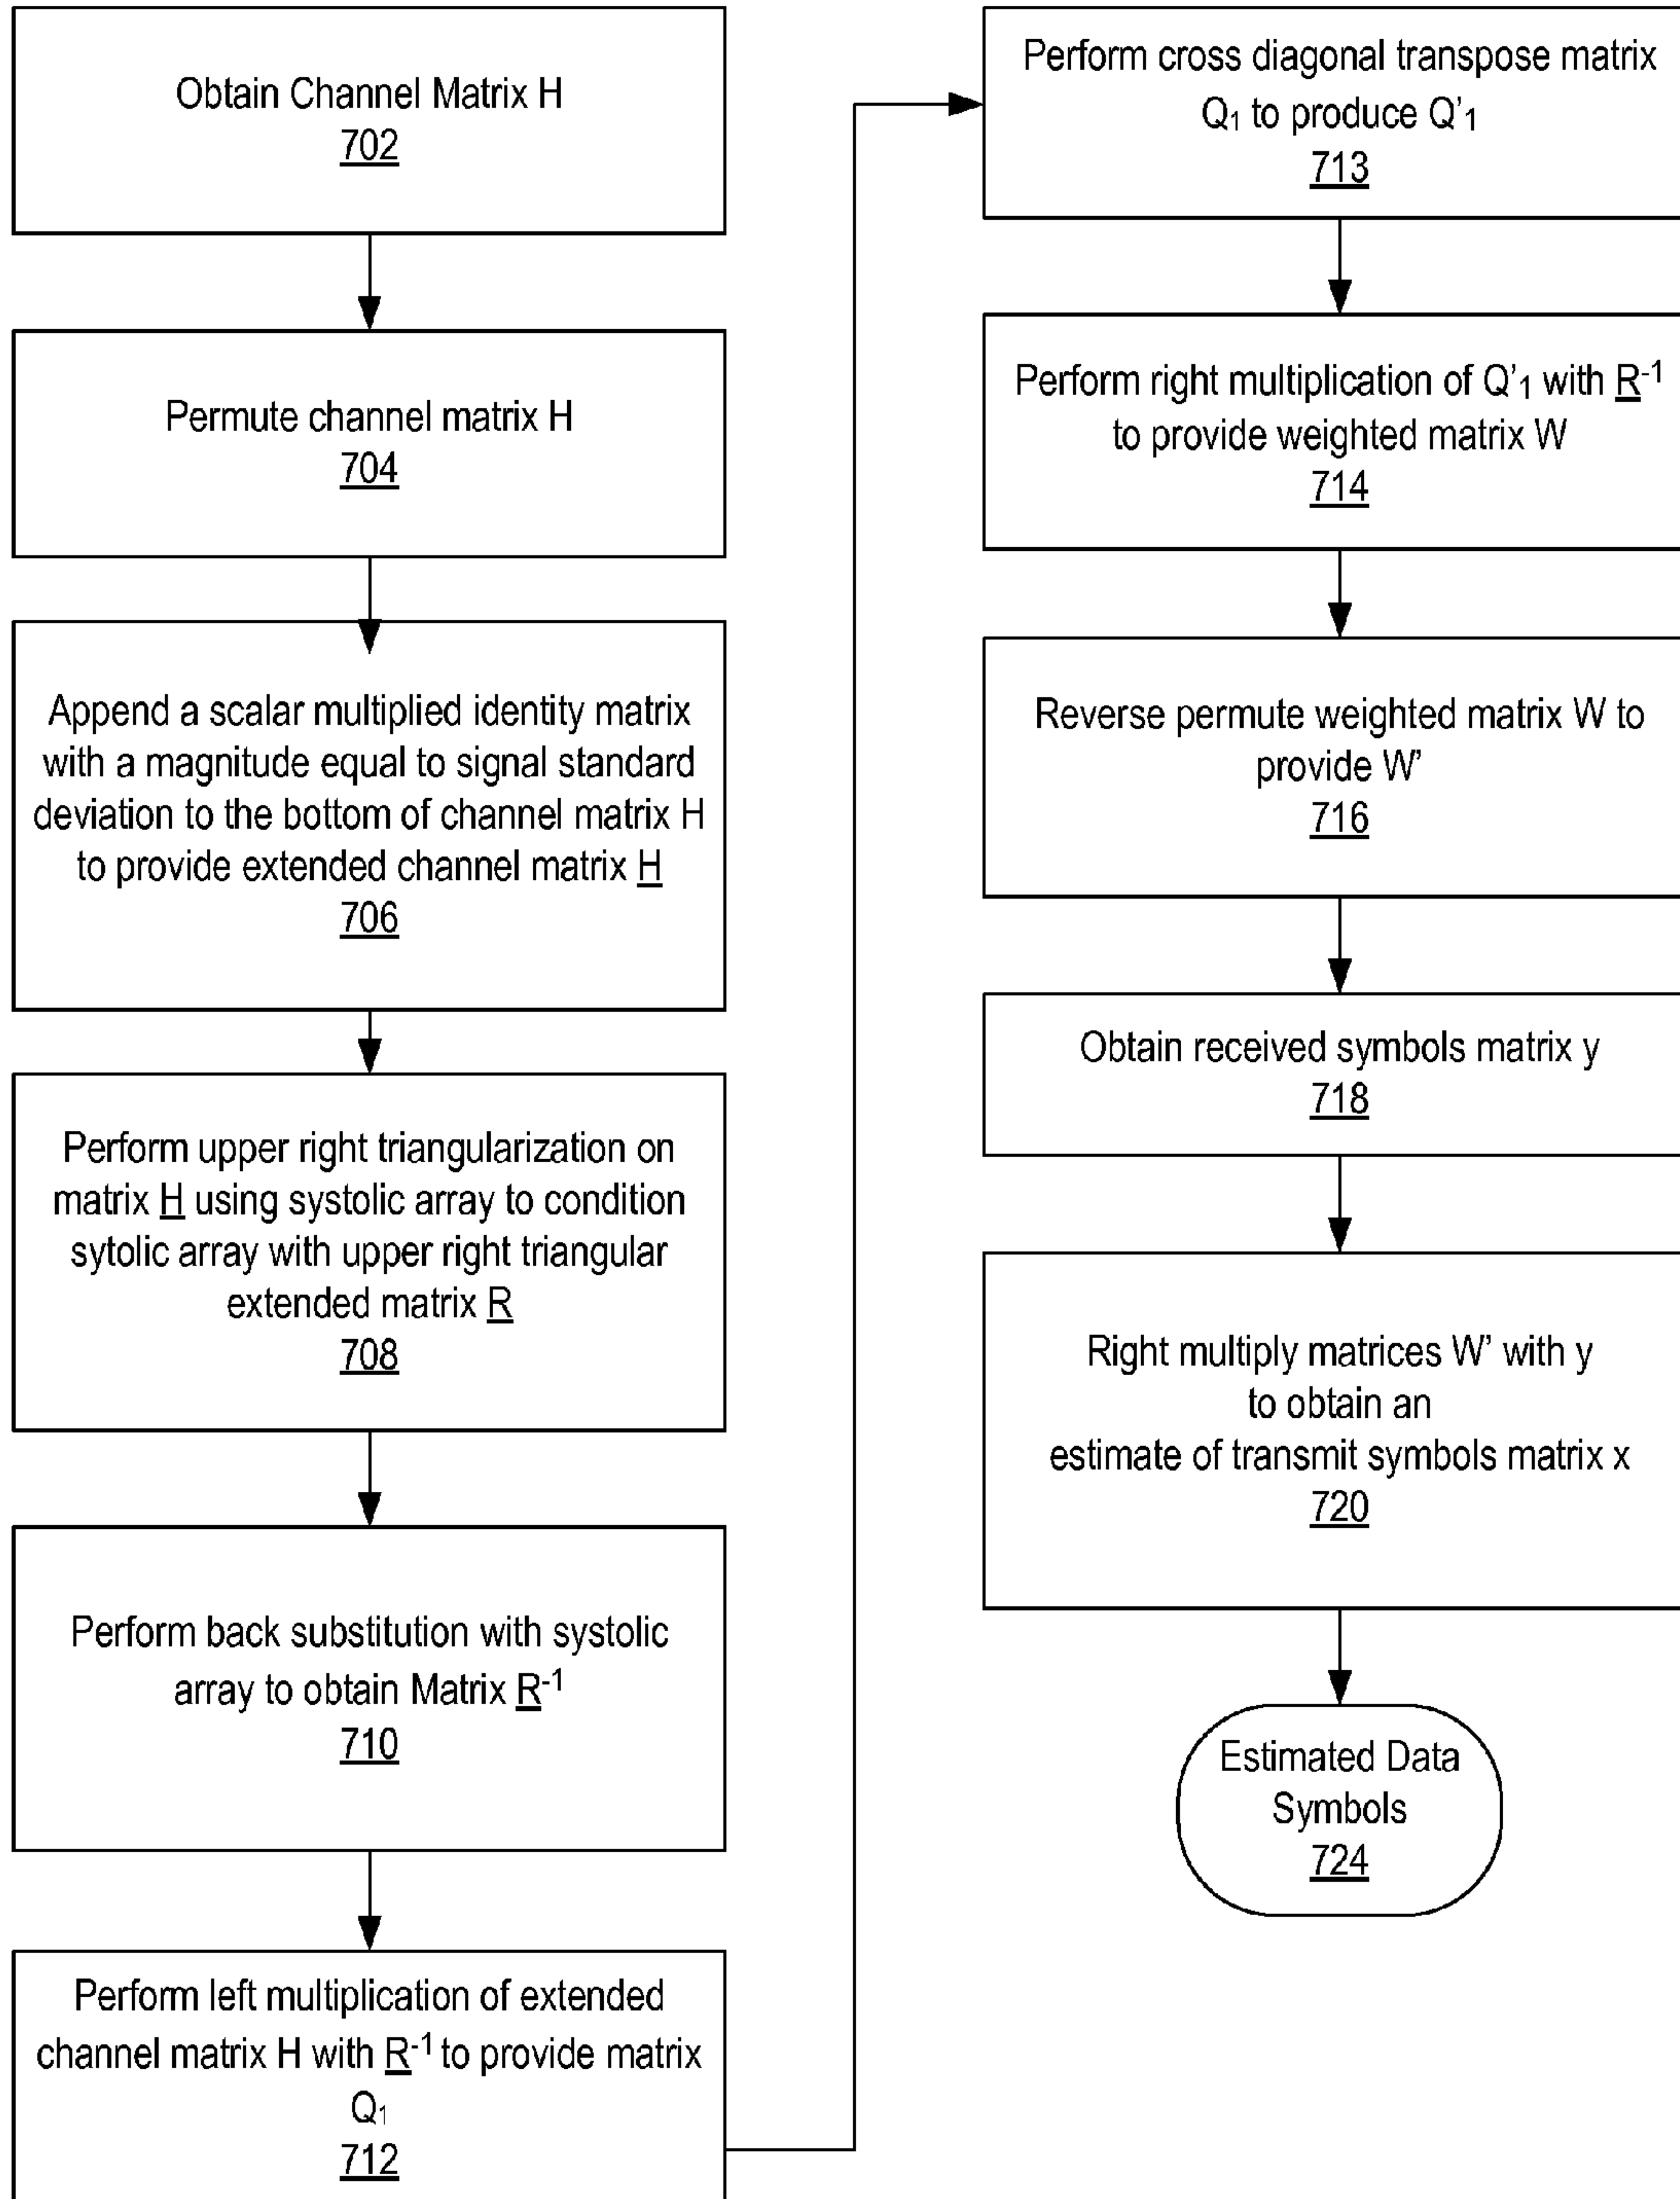 Obtain Channel Matrix H
702
Permute channel matrix H
704
Append a scalar multiplied identity matrix
with a magnitude equal to signal standard
deviation to the bottom of channel matrix H
to provide extended channel matrix H
706
Perform upper right triangularization on
matrix H using systolic array to condition
sytolic array with upper right triangular
extended matrix R
708
Perform back substitution with systolic
array to obtain Matrix R-1
710
Perform left multiplication of extended
channel matrix H with R-1 to provide matrix
Q1
712
Perform cross diagonal transpose matrix
Q1 to produce Q'1
713
Perform right multiplication of Q'1 with R-1
to provide weighted matrix W
714
Reverse permute weighted matrix W to
provide W'
716
Obtain received symbols matrix y
718
Right multiply matrices W' with y
to obtain an
estimate of transmit symbols matrix x
720
Estimated Data
Symbols
724